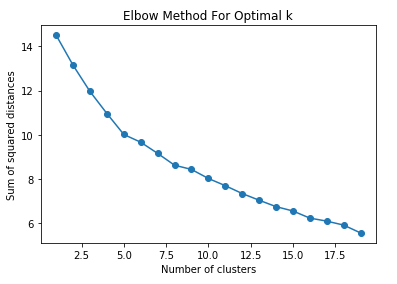 Elbow Method For Optimal k
Sum of squared distances
14
12
10
8
6
2.5 5.0 7.5 10.0 12.5 15.0 17.5
Number of clusters